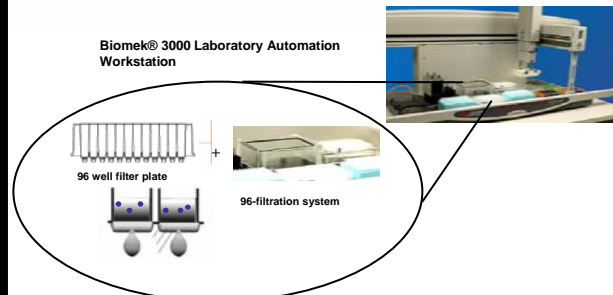 Biomek® 3000 Laboratory Automation
Workstation
+
96 well filter plate
96-filtration system